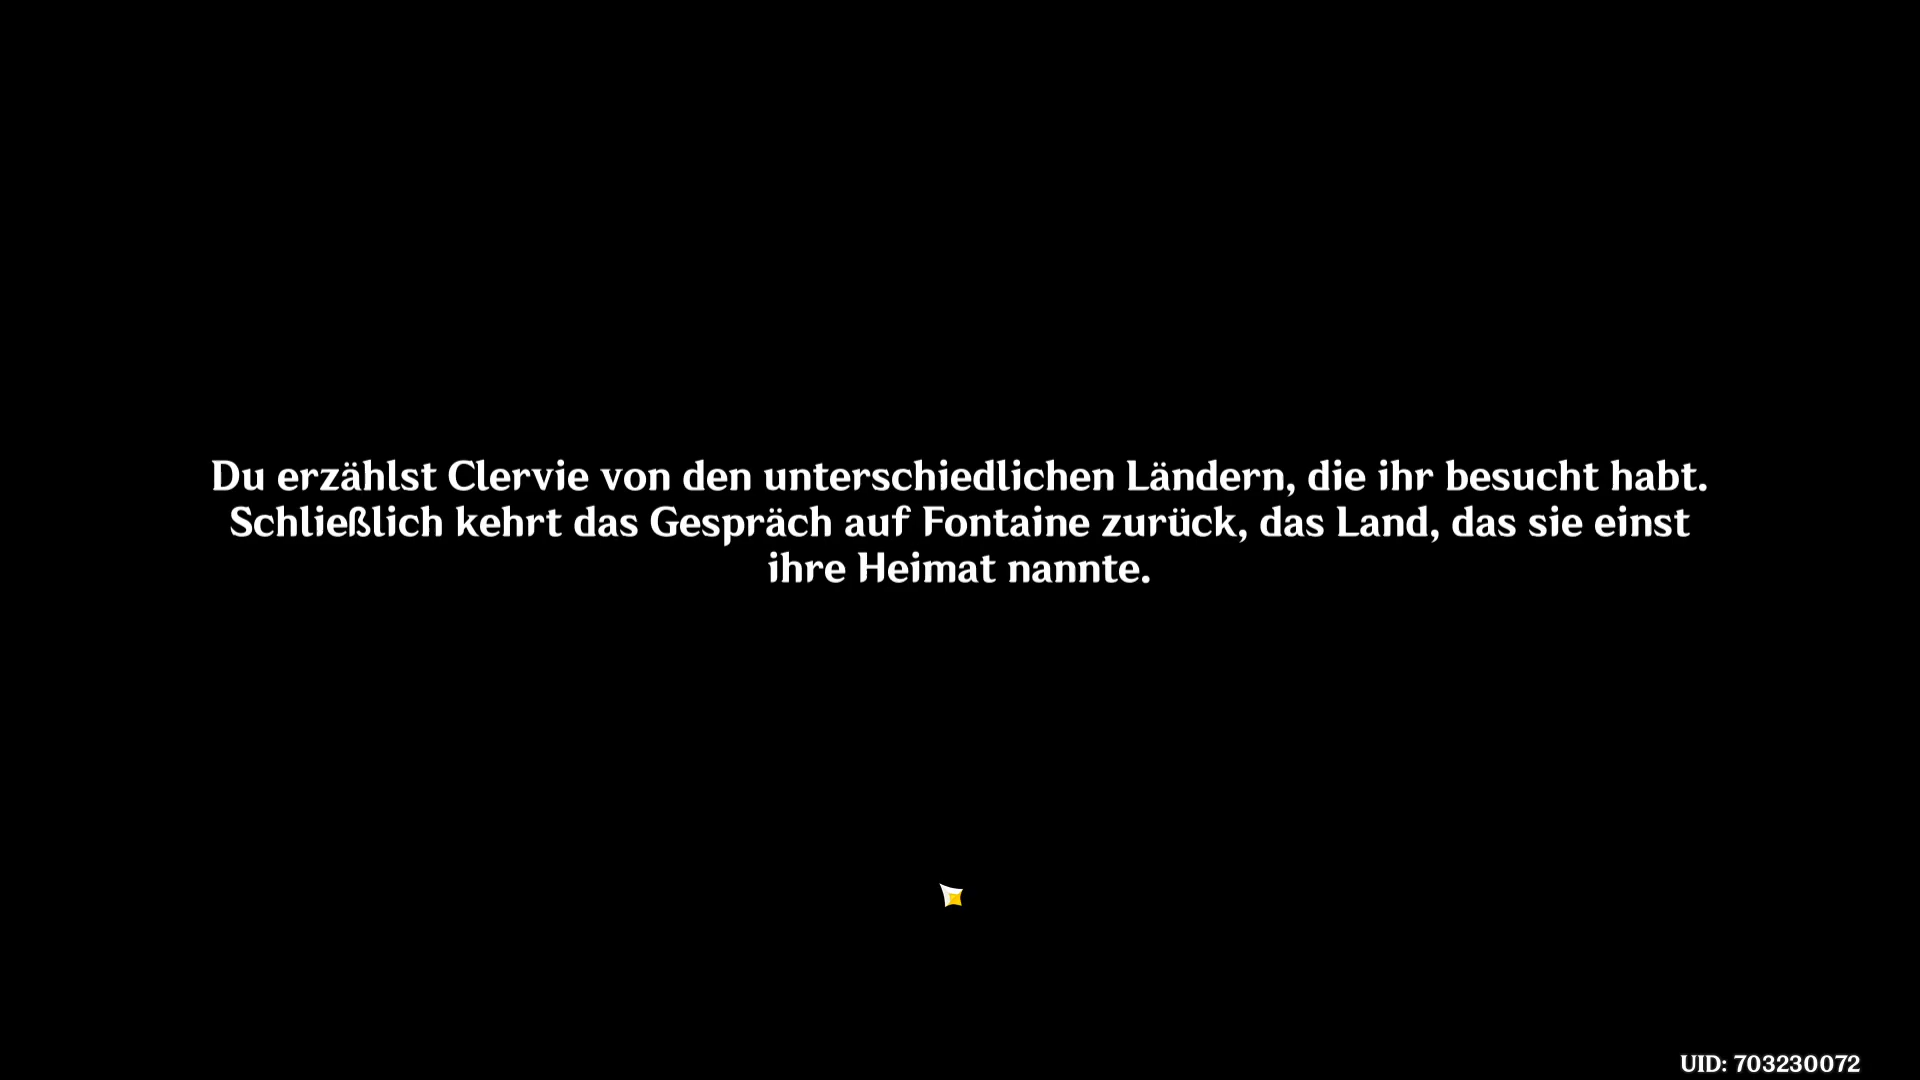 Du erzählst Clervie von den unterschiedlichen Ländern, die ihr besucht habt.
Schließlich kehrt das Gespräch auf Fontaine zurück, das Land, das sie einst
ihre Heimat nannte.
UID: 703230072